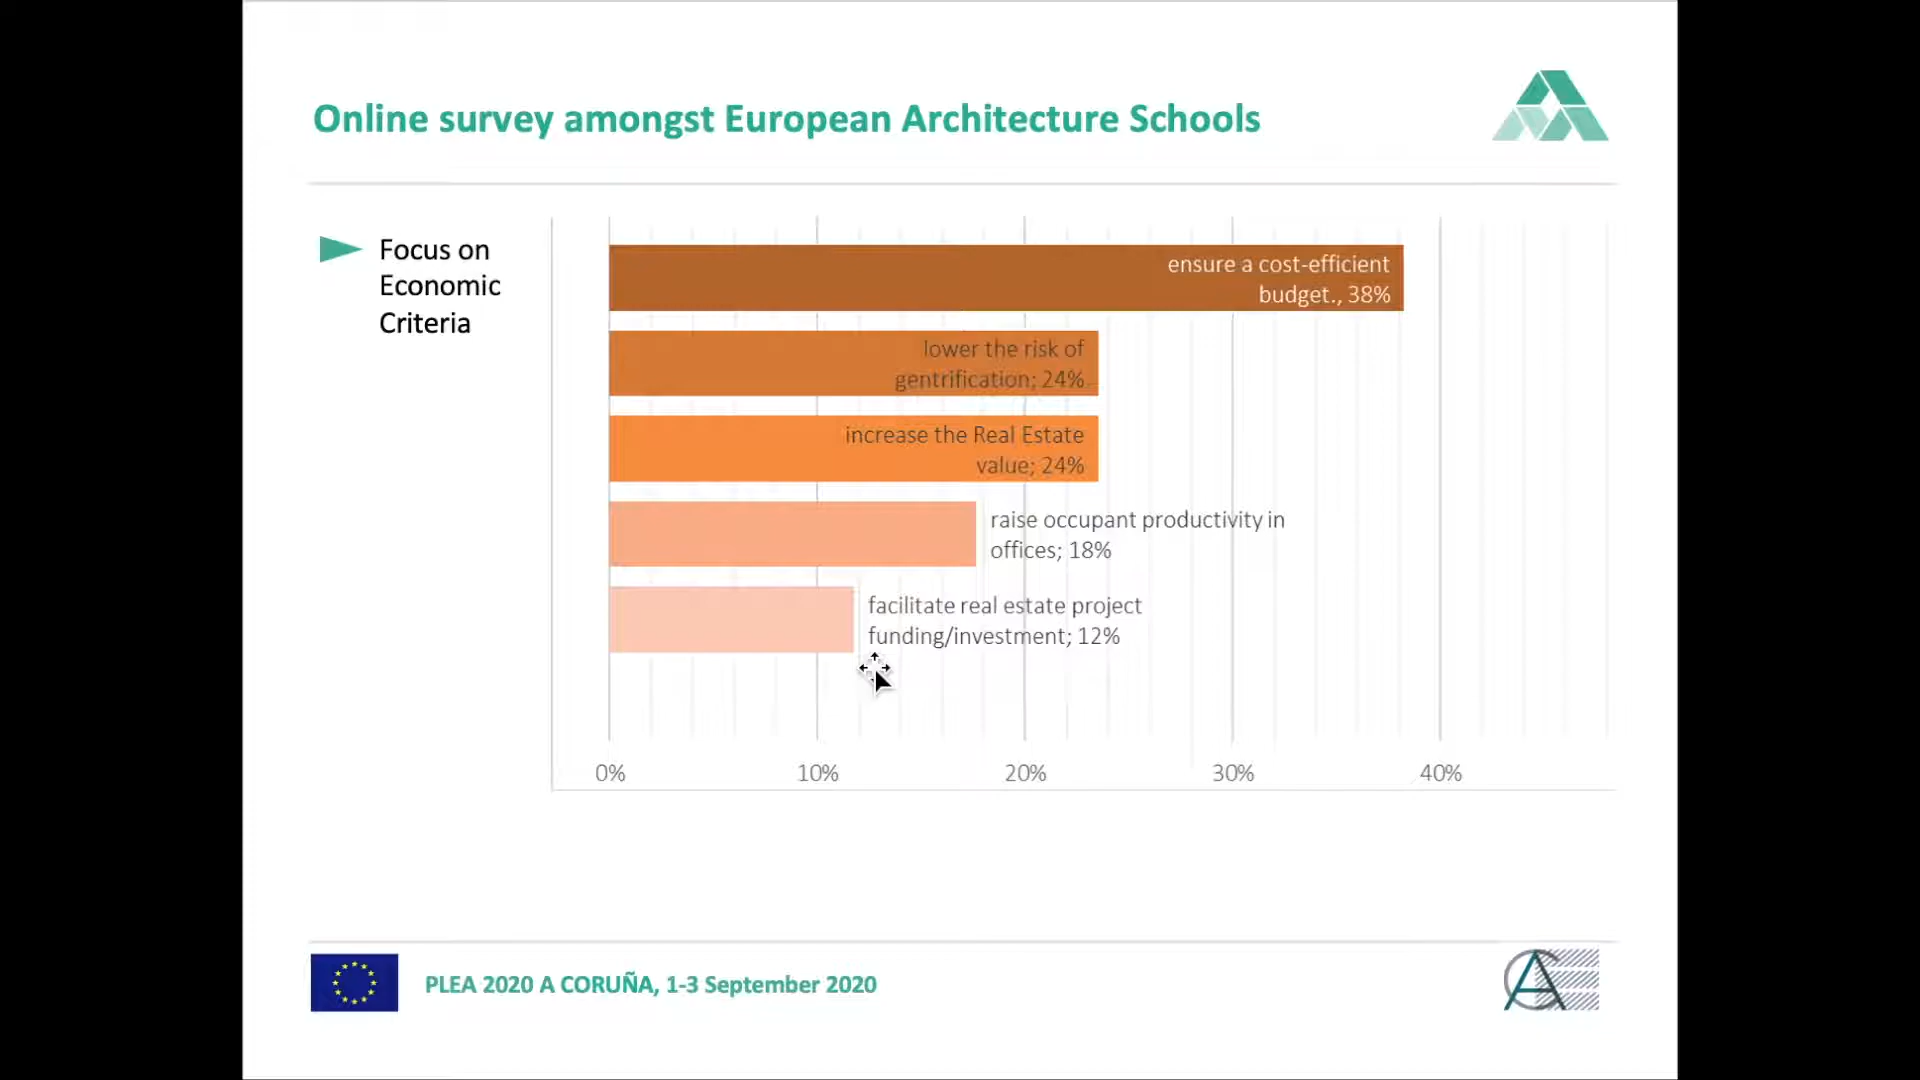 Online survey amongst European Architecture Schools
Focus on
Economic
Criteria
ensure a cost-efficient
budget., 38%
lower the risk of
gentrification; 24%
increase the Real Estate
value; 24%
raise occupant productivity in
offices; 18%
facilitate real estate project
funding/investment; 12%
0% 10% 20% 30% 40%
PLEA 2020 A CORUÑA, 1-3 September 2020
ACE